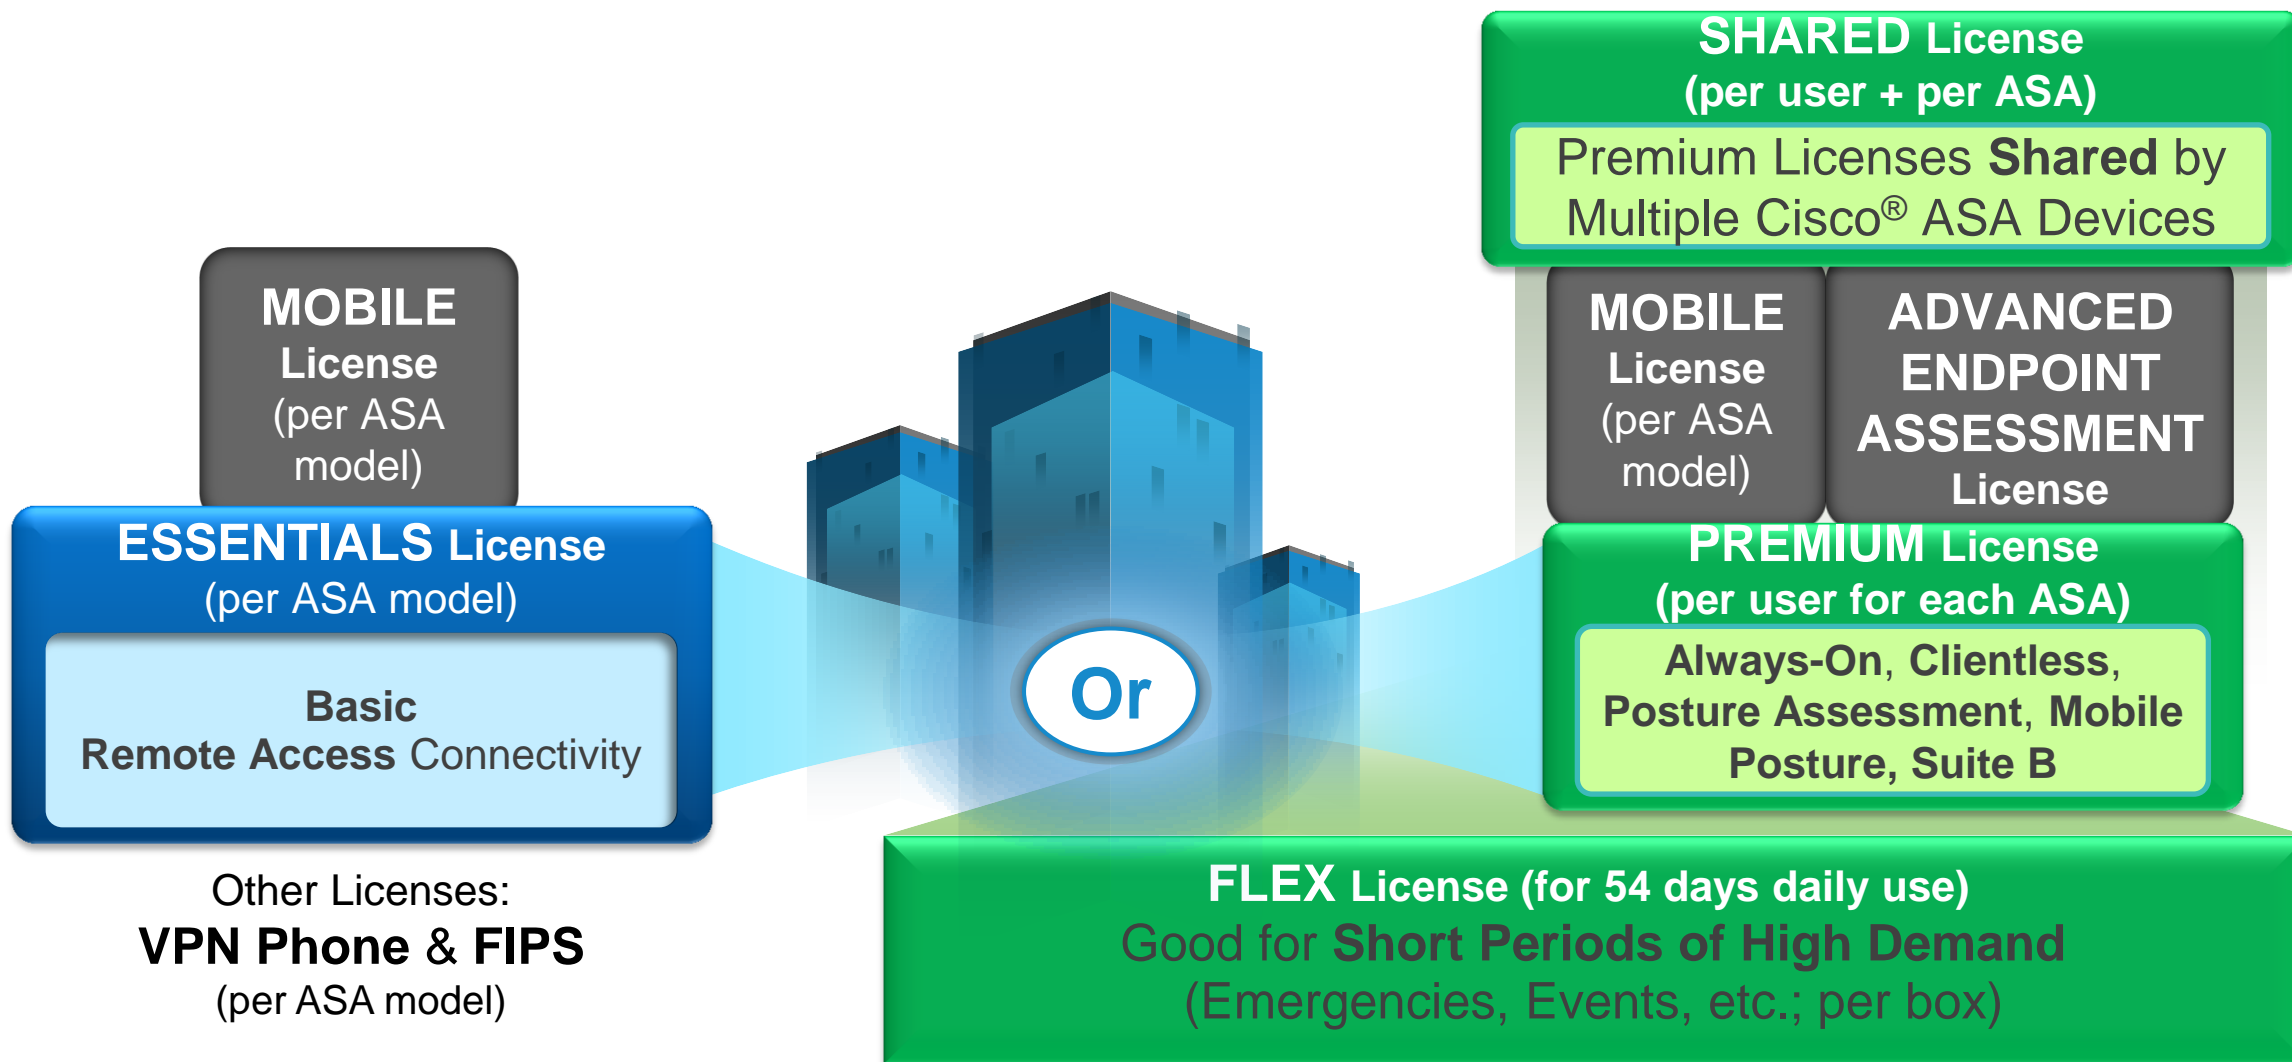 MOBILE
License
(per ASA
model)
ESSENTIALS License
(per ASA model)
Basic
Remote Access Connectivity
Other Licenses:
VPN Phone & FIPS
(per ASA model)
Or
SHARED License
(per user + per ASA)
Premium Licenses Shared by
Multiple Cisco® ASA Devices
MOBILE
License
(per ASA
model)
ADVANCED
ENDPOINT
ASSESSMENT
License
PREMIUM License
(per user for each ASA)
Always-On, Clientless,
Posture Assessment, Mobile
Posture, Suite B
FLEX License (for 54 days daily use)
Good for Short Periods of High Demand
(Emergencies, Events, etc.; per box)